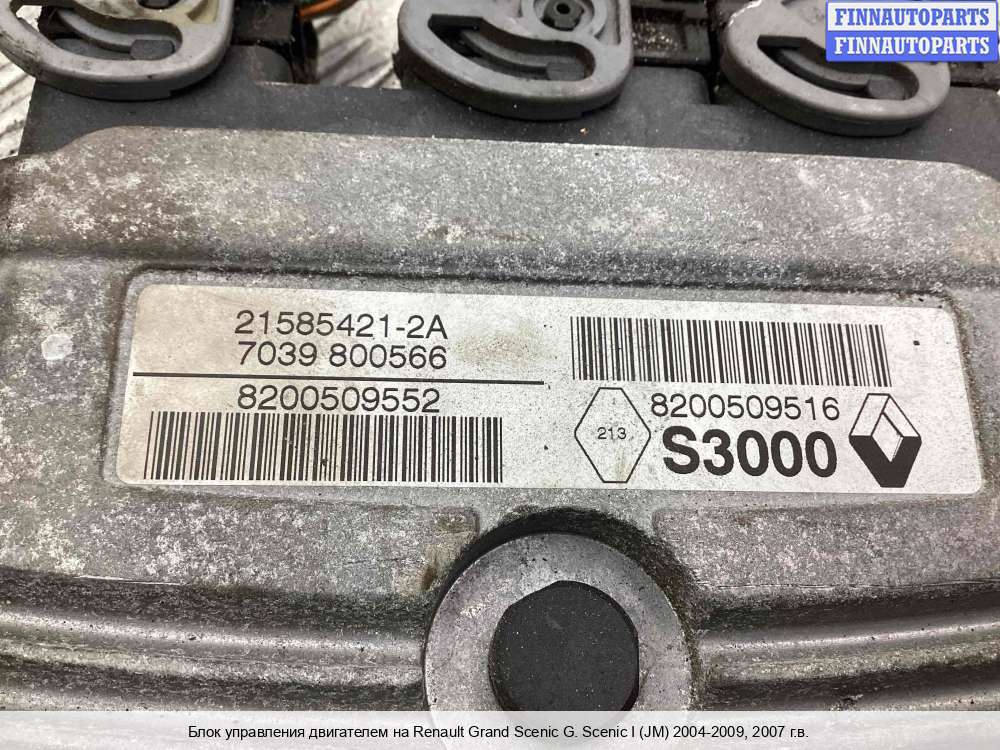 FINNAUTOPARTS
FINNAUTOPARTS
21585421-2A
7039 800566
8200509552
8200509516
213
S3000
Блок управления двигателем на Renault Grand Scenic G. Scenic I (JM) 2004-2009, 2007 г.в.